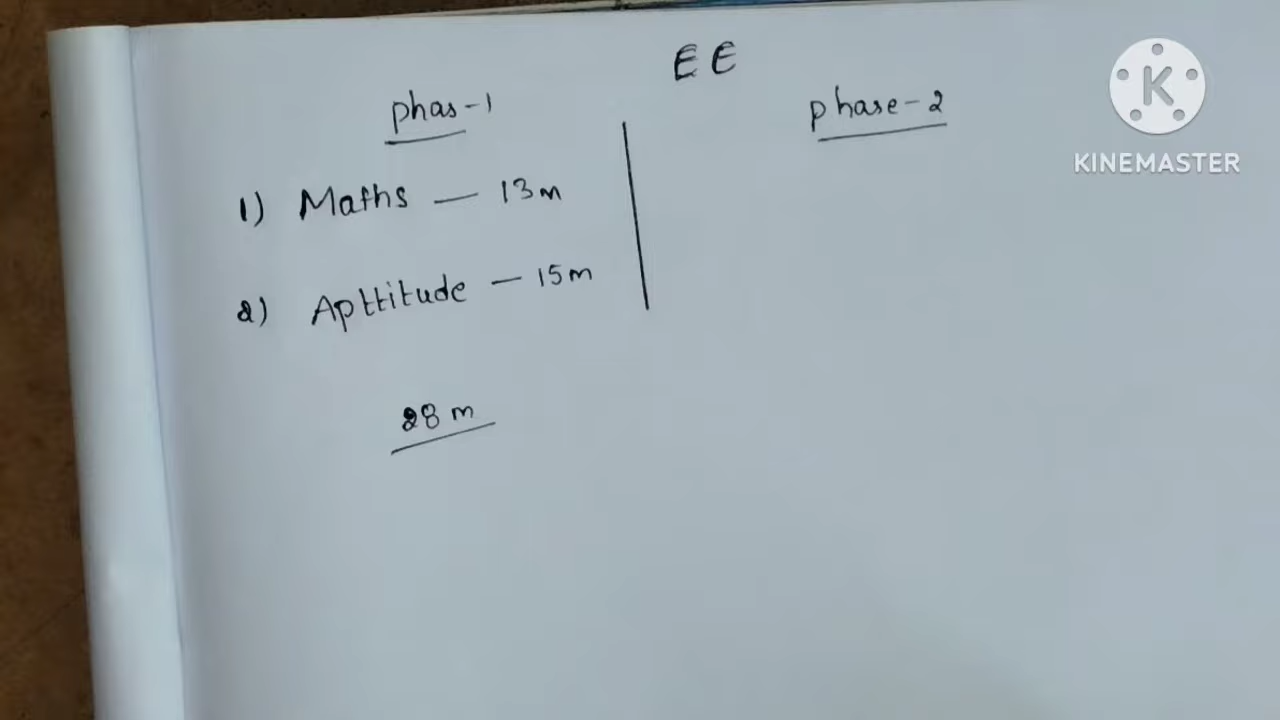 EE
phas-1
phase-2
1) Maths — 13m
2) Apttitude — 15m
28 m
K
KINEMASTER